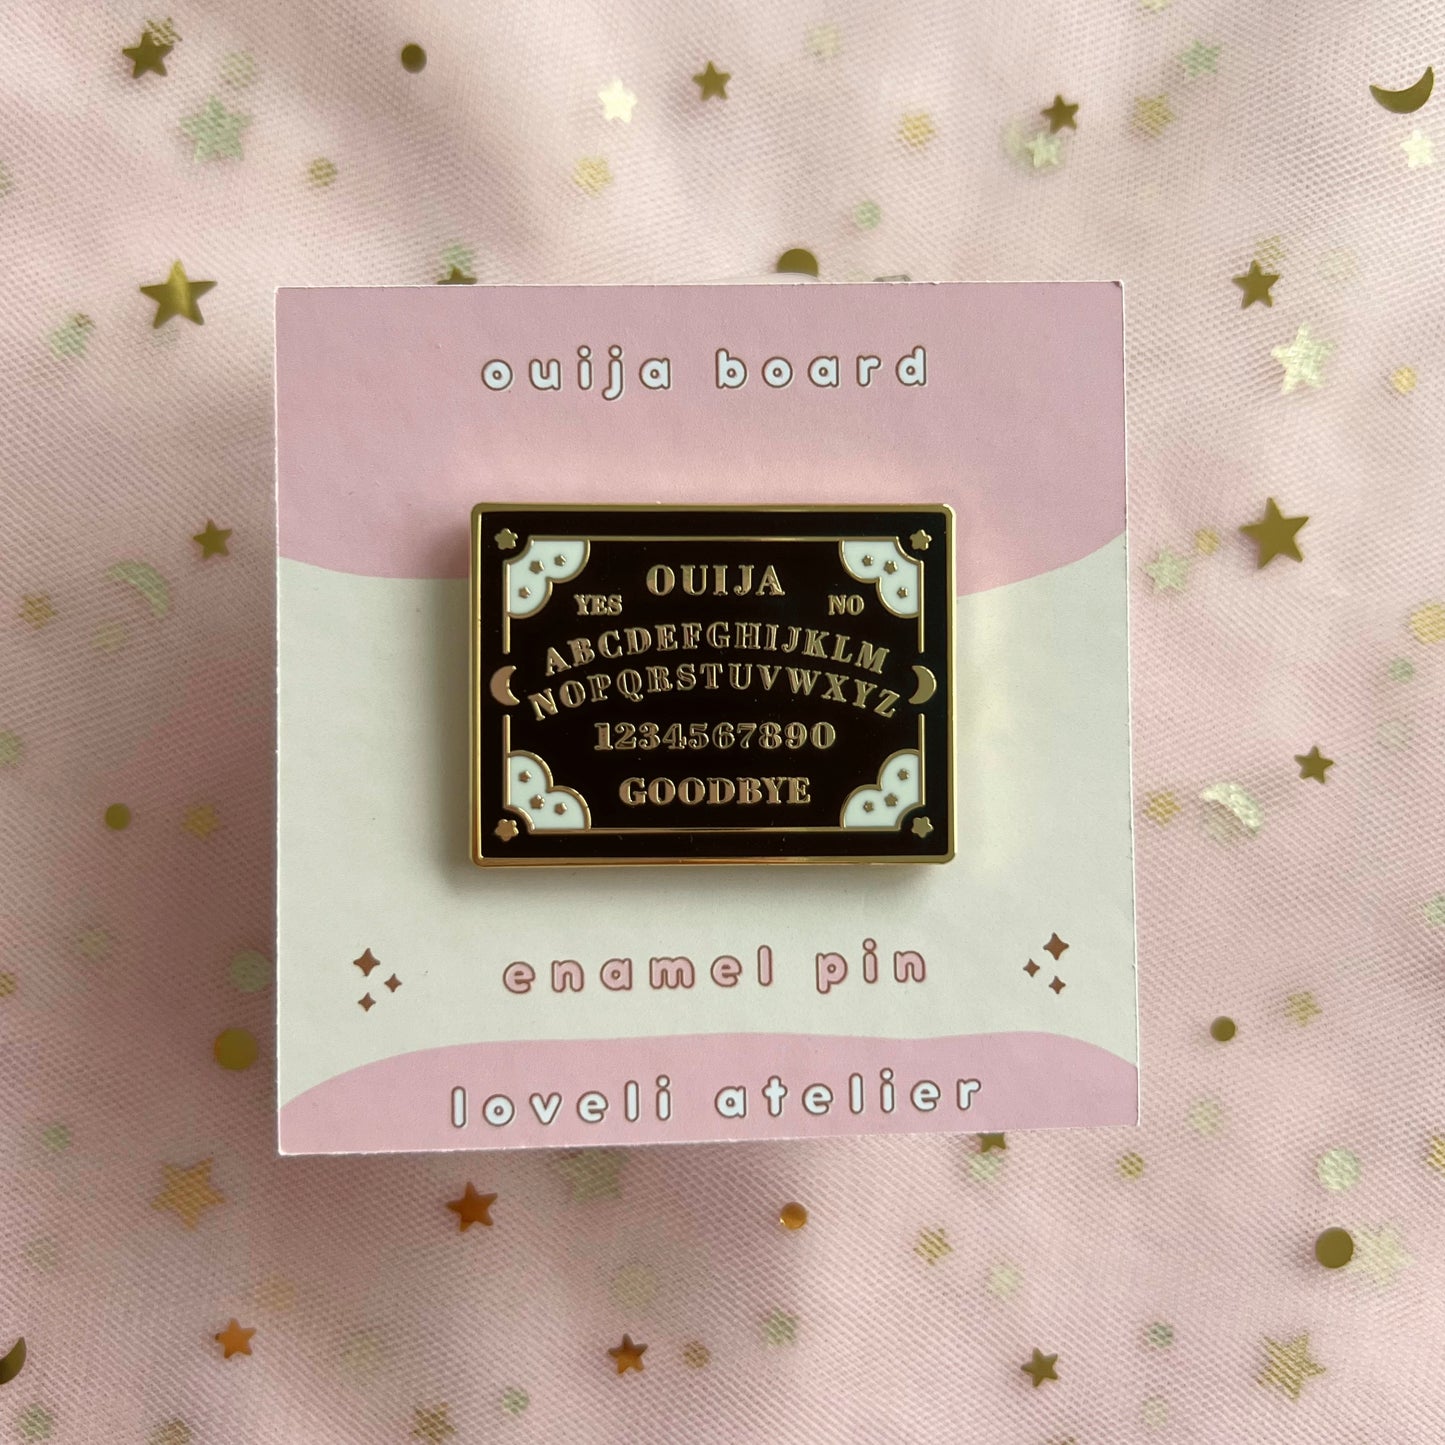 ouija board
OUIJA
YES NO
ABCDEFGHIJKLM
NOPQRSTUVWXYZ
1234567890
GOODBYE
enamel pin
loveli atelier